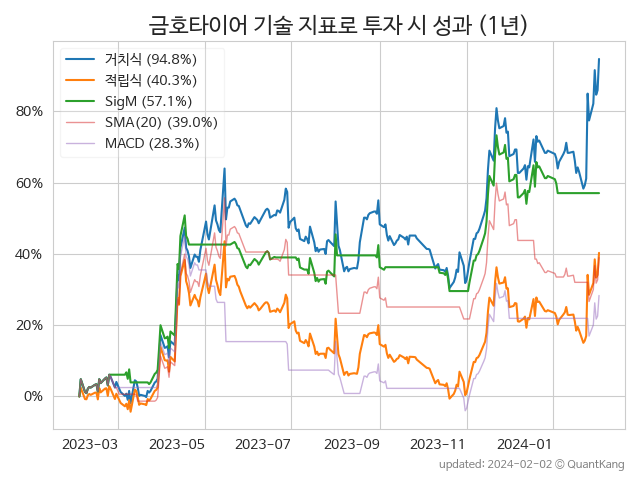 금호타이어 기술 지표로 투자 시 성과 (1년)
거치식 (94.8%)
적립식 (40.3%)
SigM (57.1%)
SMA(20) (39.0%)
MACD (28.3%)
80%
60%
40%
20%
0%
2023-03 2023-05 2023-07 2023-09 2023-11 2024-01
updated: 2024-02-02 © QuantKang